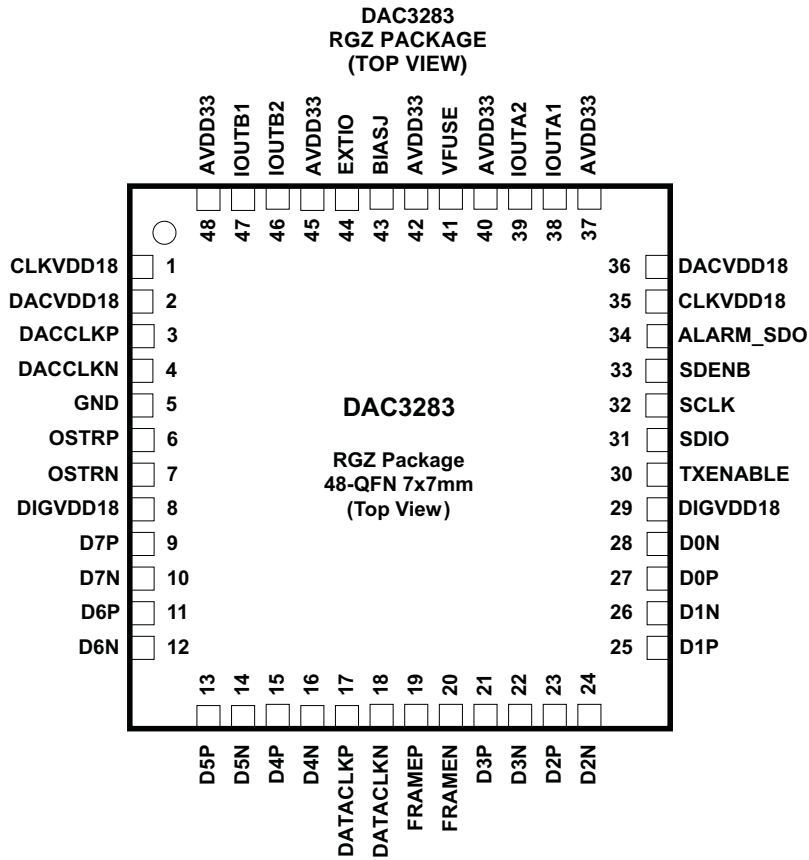 DAC3283
RGZ PACKAGE
(TOP VIEW)
AVDD33
IOUTB1
IOUTB2
AVDD33
EXTIO
BIASJ
AVDD33
VFUSE
AVDD33
IOUTA2
IOUTA1
AVDD33
48
47
46
45
44
43
42
41
40
39
38
37
CLKVDD18 1
DACVDD18 2
DACCLKP 3
DACCLKN 4
GND 5
OSTRP 6
OSTRN 7
DIGVDD18 8
D7P 9
D7N 10
D6P 11
D6N 12
DAC3283
RGZ Package
48-QFN 7x7mm
(Top View)
36 DACVDD18
35 CLKVDD18
34 ALARM_SDO
33 SDENB
32 SCLK
31 SDIO
30 TXENABLE
29 DIGVDD18
28 D0N
27 D0P
26 D1N
25 D1P
13
14
15
16
17
18
19
20
21
22
23
24
D5P
D5N
D4P
D4N
DATACLKP
DATACLKN
FRAMEP
FRAMEN
D3P
D3N
D2P
D2N